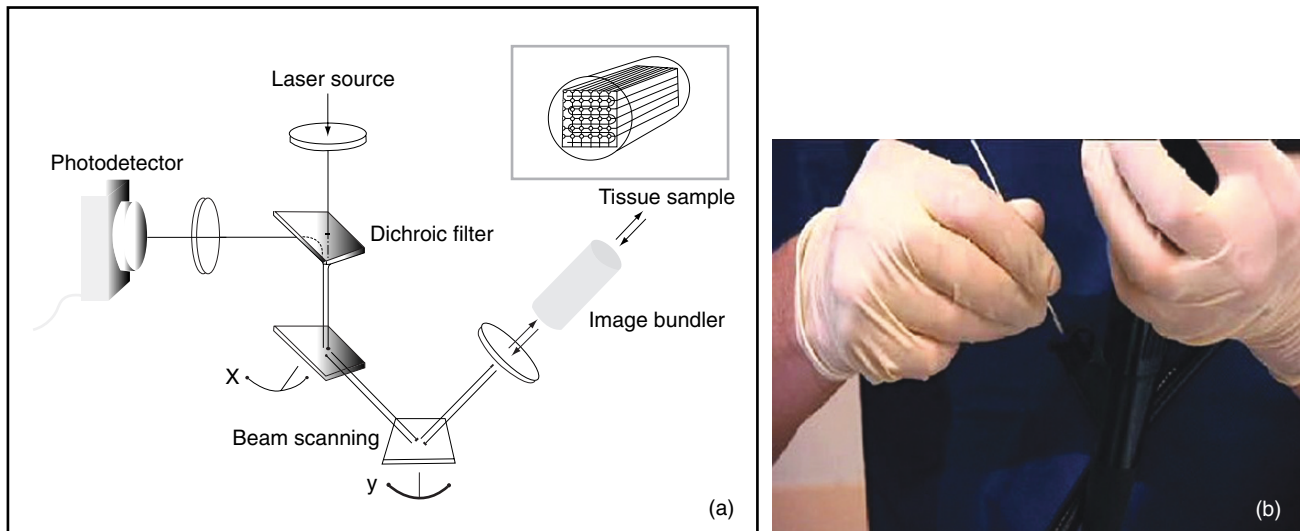 Laser source
Photodetector
Tissue sample
Dichroic filter
Image bundler
X
Beam scanning
y
(a)
(b)